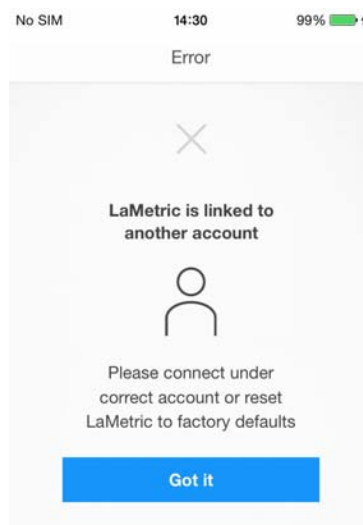 No SIM 14:30 99%
Error
LaMetric is linked to
another account
Please connect under
correct account or reset
LaMetric to factory defaults
Got it